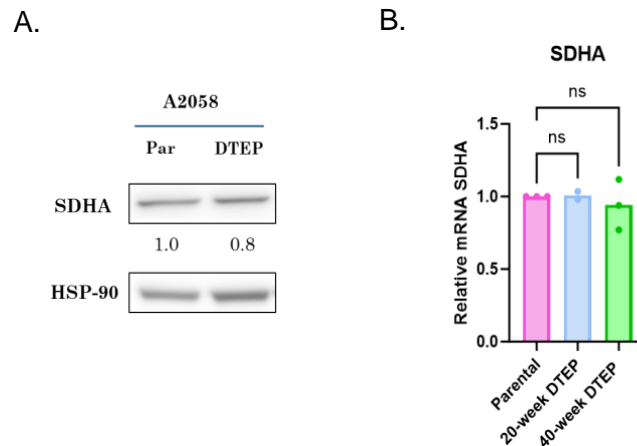 A.
A2058
Par DTEP
SDHA
1.0 0.8
HSP-90
B.
SDHA
ns
ns
1.5
1.0
0.5
0.0
Relative mRNA SDHA
Parental
20-week DTEP
40-week DTEP